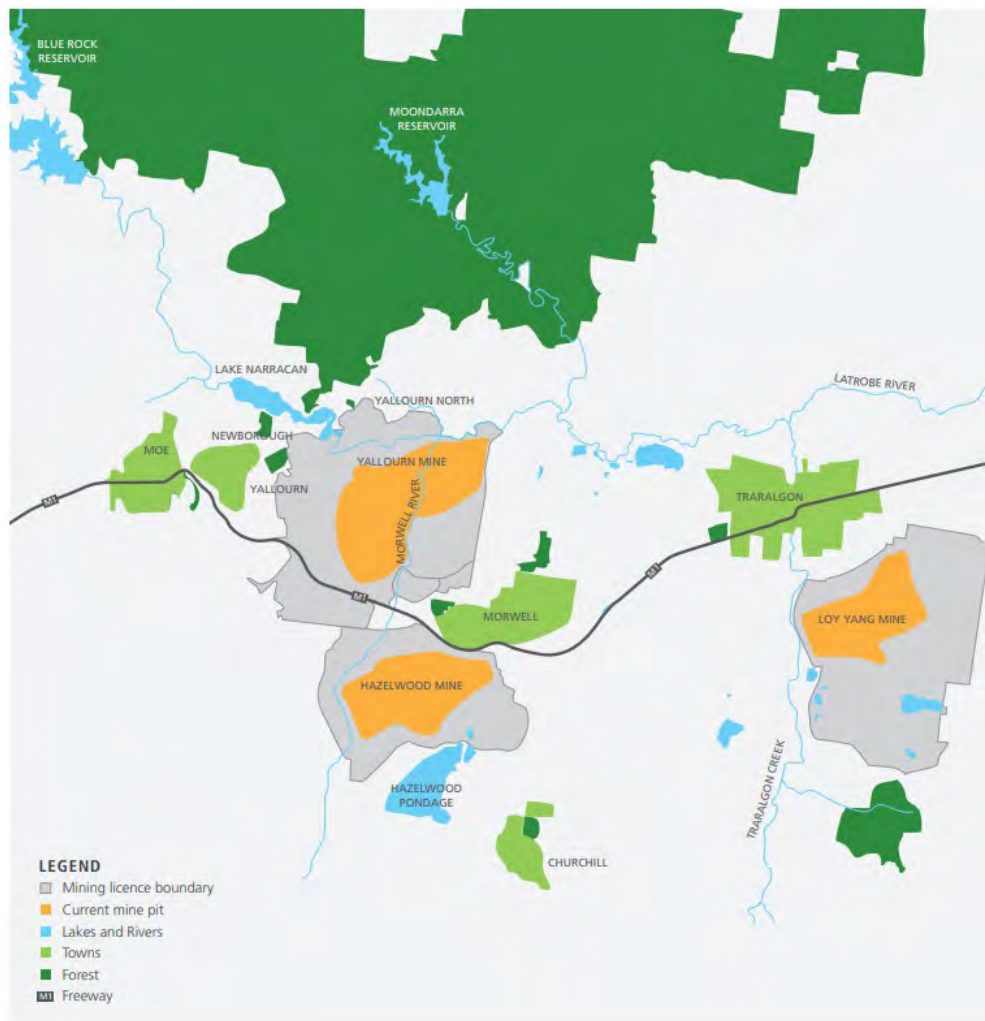 BLUE ROCK
RESERVOIR
MOONDARRA
RESERVOIR
LAKE NARRACAN
LATROBE RIVER
YALLOURN NORTH
NEWBOROUGH
MOE
YALLOURN MINE
YALLOURN
TRARALGON
M1
MORWELL RIVER
M1
M1
MORWELL
LOY YANG MINE
HAZELWOOD MINE
HAZELWOOD
PONDAGE
TRARALGON CREEK
CHURCHILL
LEGEND
Mining licence boundary
Current mine pit
Lakes and Rivers
Towns
Forest
M1 Freeway